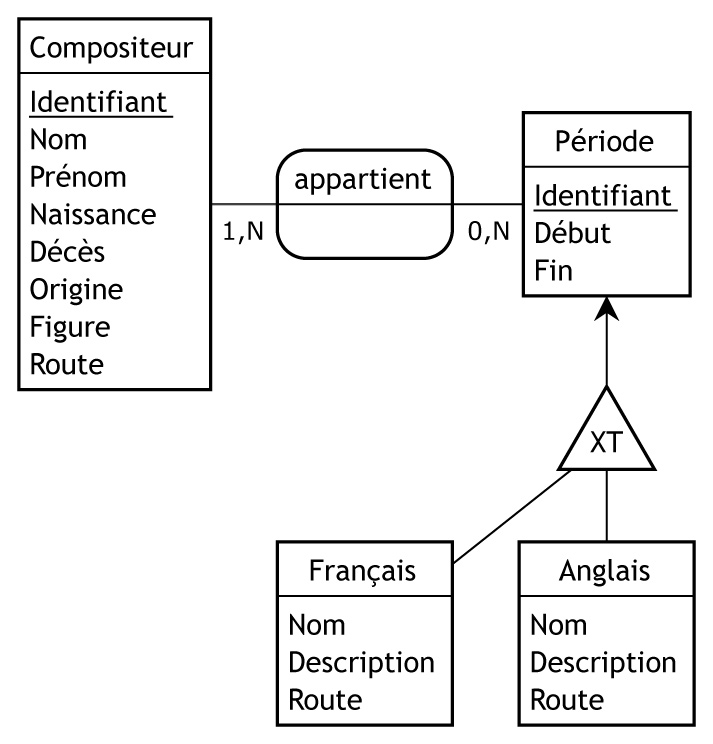 Compositeur
Identifiant
Nom
Prénom
Naissance
Décès
Origine
Figure
Route
appartient
1,N
0,N
Période
Identifiant
Début
Fin
XT
Français
Nom
Description
Route
Anglais
Nom
Description
Route